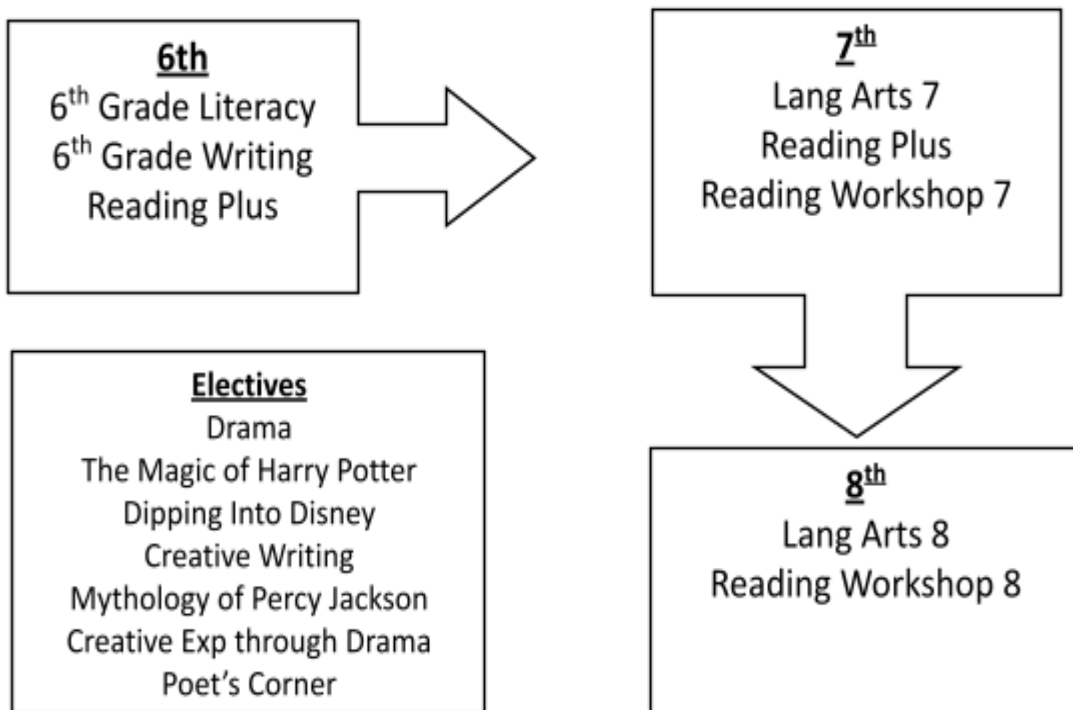 6th
6th Grade Literacy
6th Grade Writing
Reading Plus
7th
Lang Arts 7
Reading Plus
Reading Workshop 7
Electives
Drama
The Magic of Harry Potter
Dipping Into Disney
Creative Writing
Mythology of Percy Jackson
Creative Exp through Drama
Poet's Corner
8th
Lang Arts 8
Reading Workshop 8